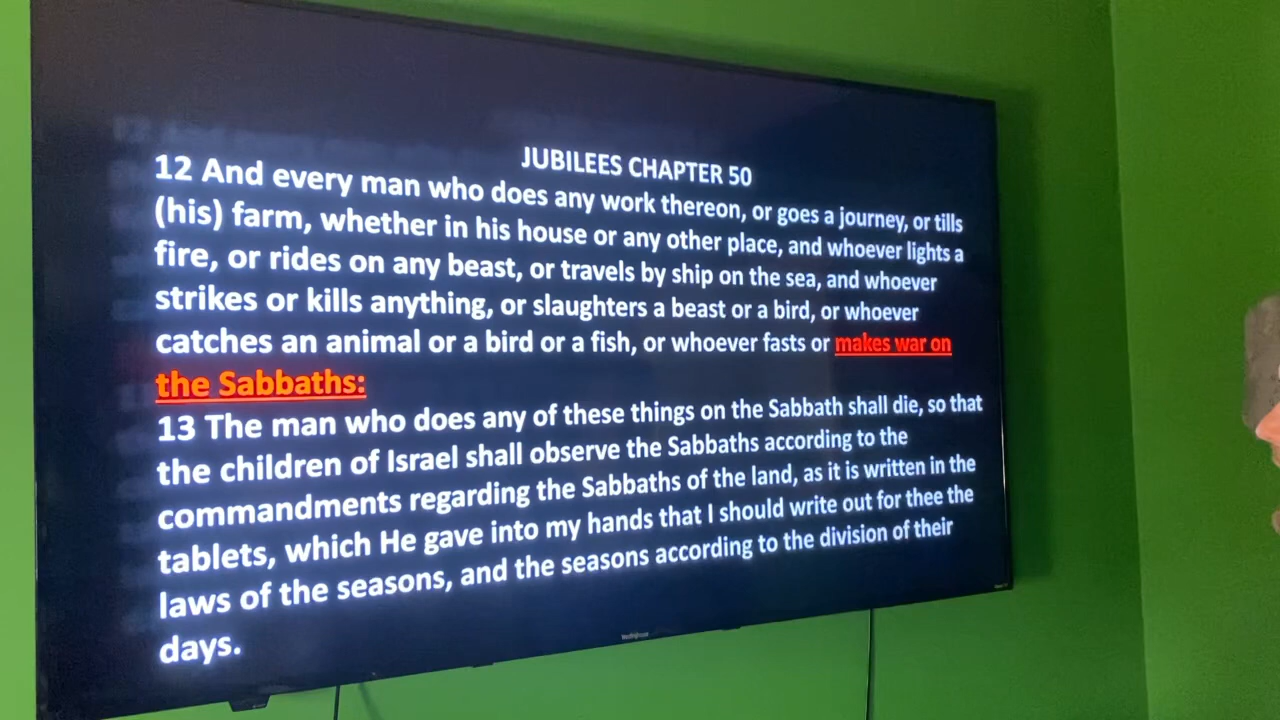 JUBILEES CHAPTER 50
12 And every man who does any work thereon, or goes a journey, or tills
(his) farm, whether in his house or any other place, and whoever lights a
fire, or rides on any beast, or travels by ship on the sea, and whoever
strikes or kills anything, or slaughters a beast or a bird, or whoever
catches an animal or a bird or a fish, or whoever fasts or makes war on
the Sabbaths:
13 The man who does any of these things on the Sabbath shall die, so that
the children of Israel shall observe the Sabbaths according to the
commandments regarding the Sabbaths of the land, as it is written in the
tablets, which He gave into my hands that I should write out for thee the
laws of the seasons, and the seasons according to the division of their
days.
Westinghouse